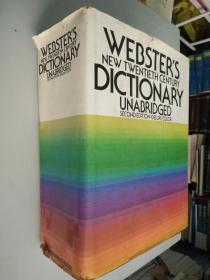 WEBSTER'S
NEW TWENTIETH CENTURY
DICTIONARY
UNABRIDGED
SECOND EDITION • DELUXE COLOR
WEBSTER'S
NEW TWENTIETH CENTURY
DICTIONARY
UNABRIDGED